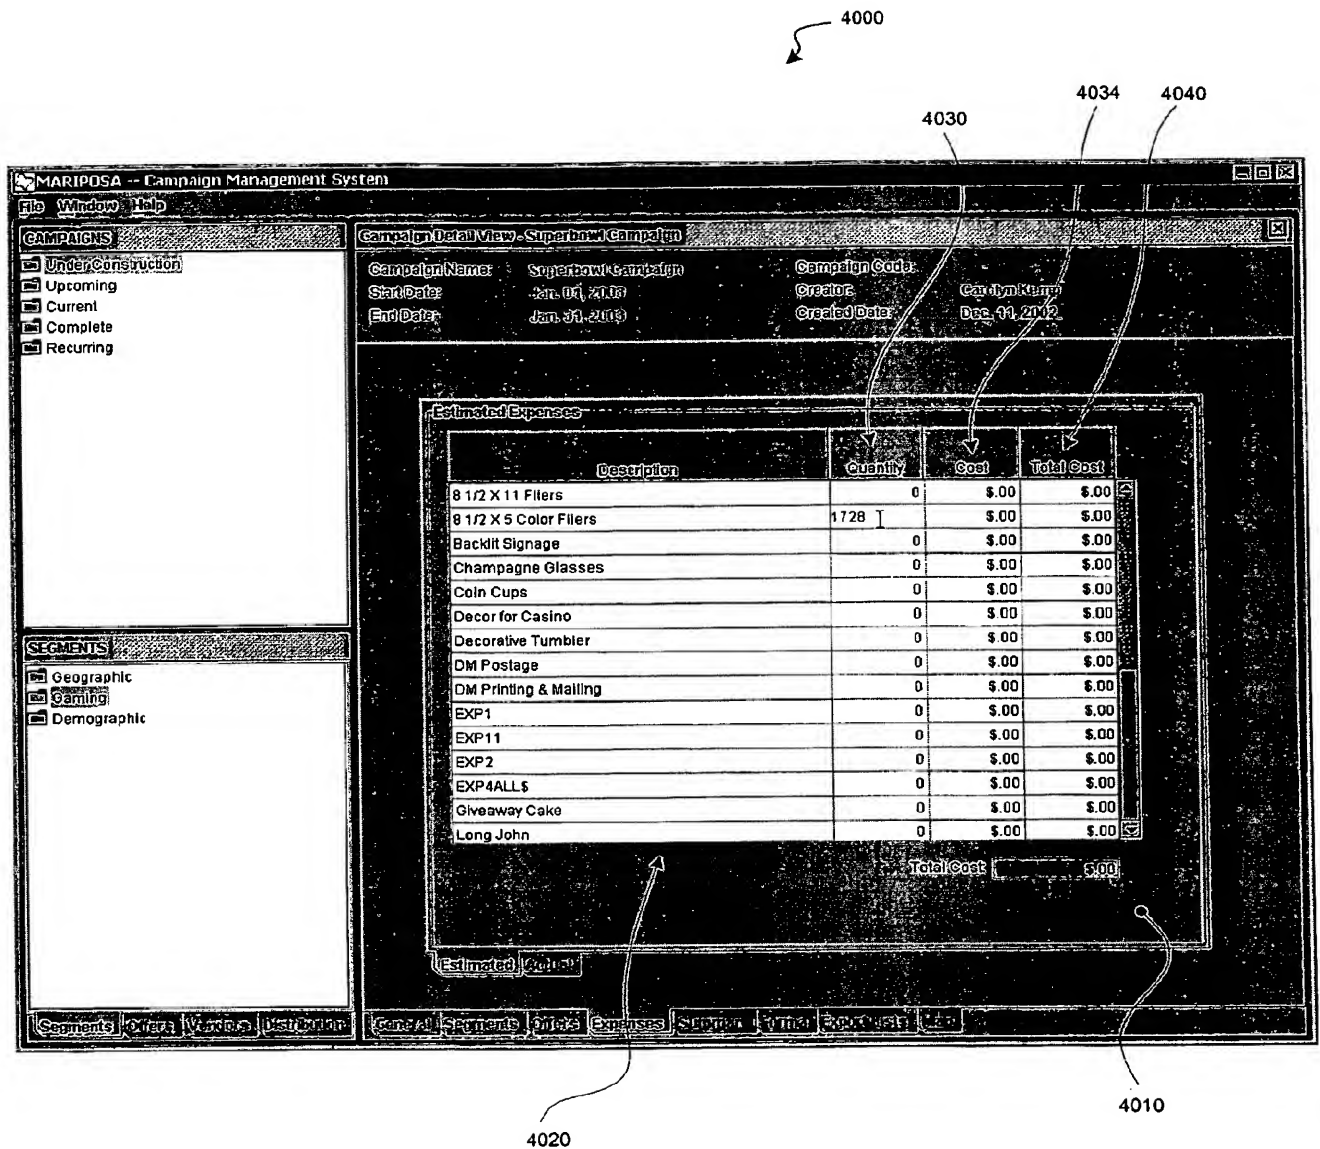 4000
4034 4040
4030
MARIPOSA -- Campaign Management System
File Window Help
CAMPAIGNS
Under Construction
Upcoming
Current
Complete
Recurring
Campaign Detail View - Superbowl Campaign
Campaign Name: Superbowl Campaign Campaign Code:
Start Date: Jan. 01, 2003 Creator: Carolyn Kemp
End Date: Jan. 31, 2003 Created Date: Dec. 11, 2002
Estimated Expenses
Description Quantity Cost Total Cost
8 1/2 X 11 Fliers 0 $.00 $.00
8 1/2 X 5 Color Fliers 1728 $.00 $.00
Backlit Signage 0 $.00 $.00
Champagne Glasses 0 $.00 $.00
Coin Cups 0 $.00 $.00
Decor for Casino 0 $.00 $.00
Decorative Tumbler 0 $.00 $.00
DM Postage 0 $.00 $.00
DM Printing & Mailing 0 $.00 $.00
EXP1 0 $.00 $.00
EXP11 0 $.00 $.00
EXP2 0 $.00 $.00
EXP4ALL$ 0 $.00 $.00
Giveaway Cake 0 $.00 $.00
Long John 0 $.00 $.00
Total Cost $.00
Estimated Actual
SEGMENTS
Geographic
Gaming
Demographic
Segments Offers Vendors Distribution
General Segments Offers Expenses Format
4010
4020